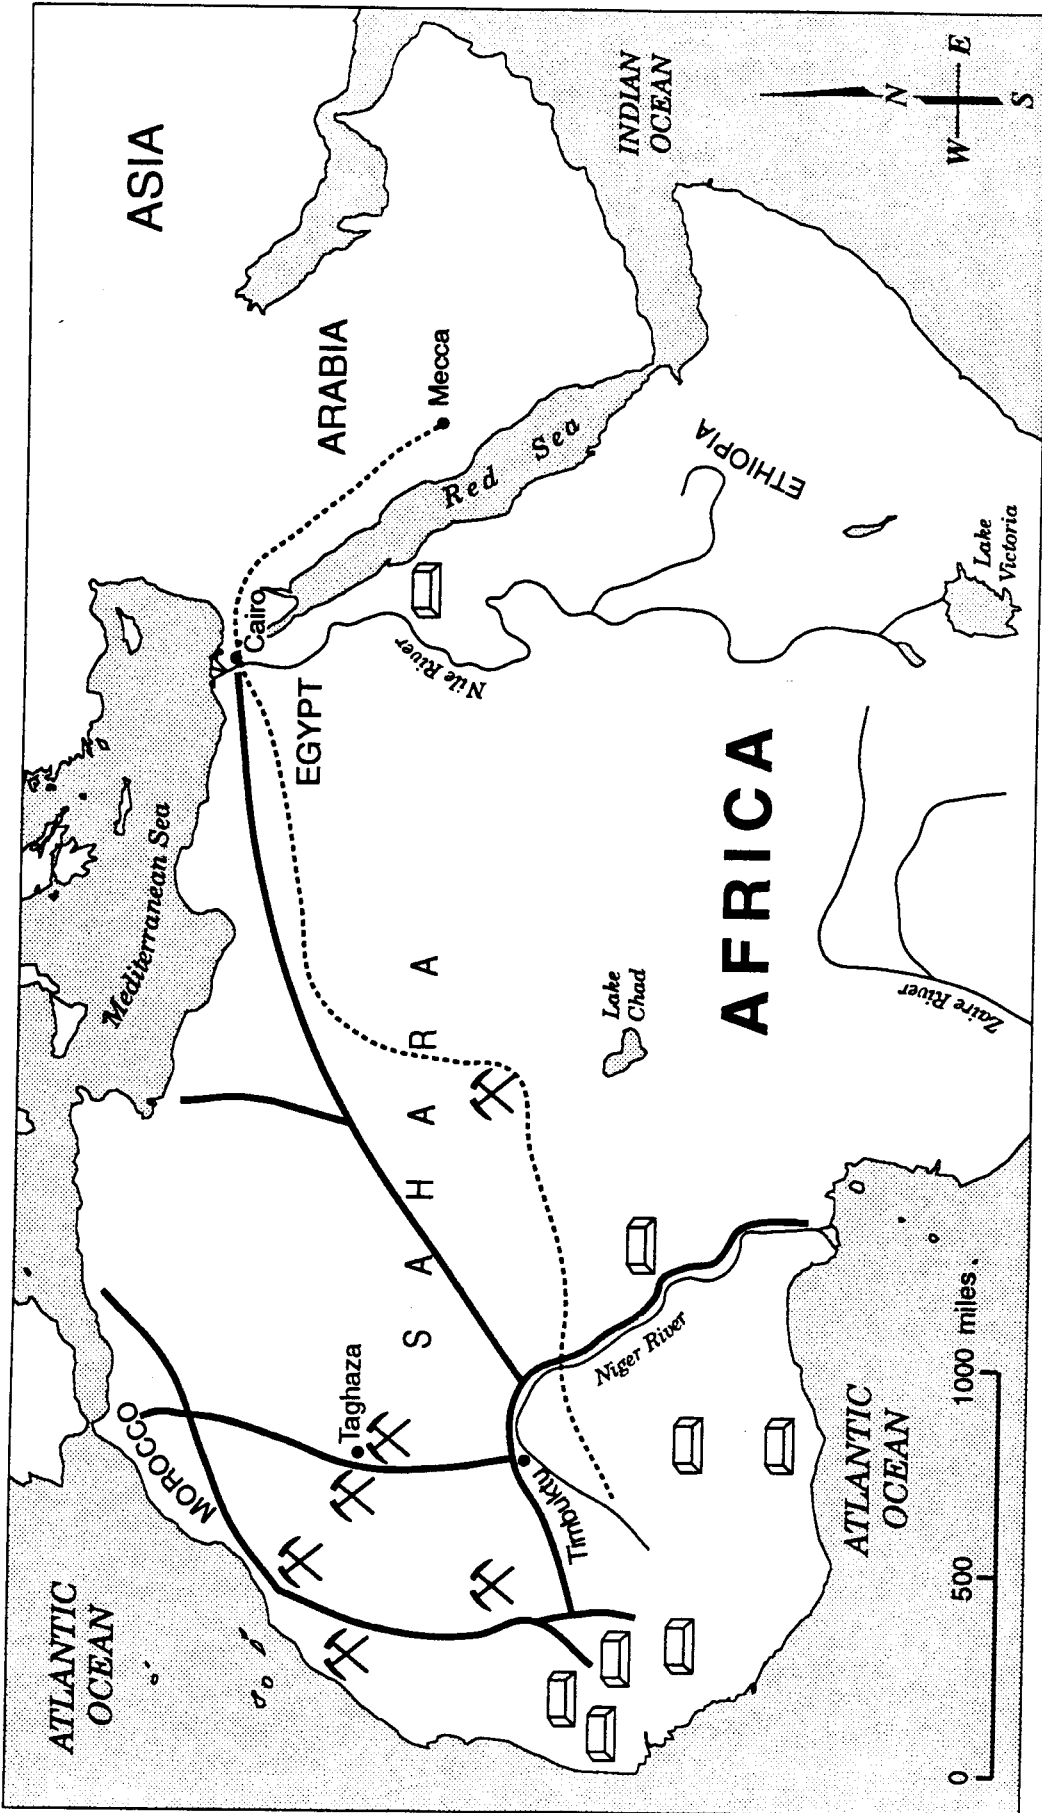 ATLANTIC
OCEAN
Mediterranean Sea
ASIA
MOROCCO
Cairo
ARABIA
EGYPT
Taghaza
Mecca
SAHARA
Nile River
Red Sea
Timbuktu
Niger River
Lake
Chad
INDIAN
OCEAN
AFRICA
ETHIOPIA
ATLANTIC
OCEAN
Zaire River
Lake
Victoria
N
W E
S
0 500 1000 miles.